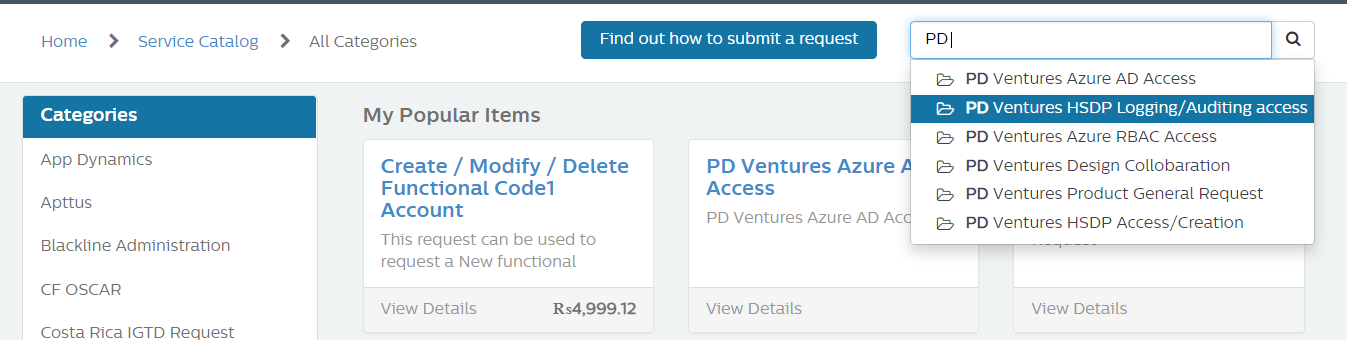 Home
Service Catalog
All Categories
Find out how to submit a request
PD
PD Ventures Azure AD Access
PD Ventures HSDP Logging/Auditing access
PD Ventures Azure RBAC Access
PD Ventures Design Collobaration
PD Ventures Product General Request
PD Ventures HSDP Access/Creation
Categories
App Dynamics
Apttus
Blackline Administration
CF OSCAR
Costa Rica IGTD Request
My Popular Items
Create / Modify / Delete
Functional Code1
Account
This request can be used to
request a New functional
View Details
Rs4,999.12
PD Ventures Azure
Access
PD Ventures Azure AD
View Details
View Details